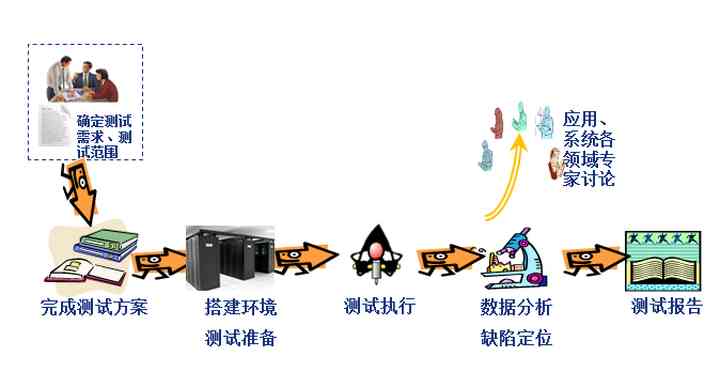 确定测试
需求、测
试范围
应用、
系统各
领域专
家讨论
完成测试方案
搭建环境
测试准备
测试执行
数据分析
缺陷定位
测试报告